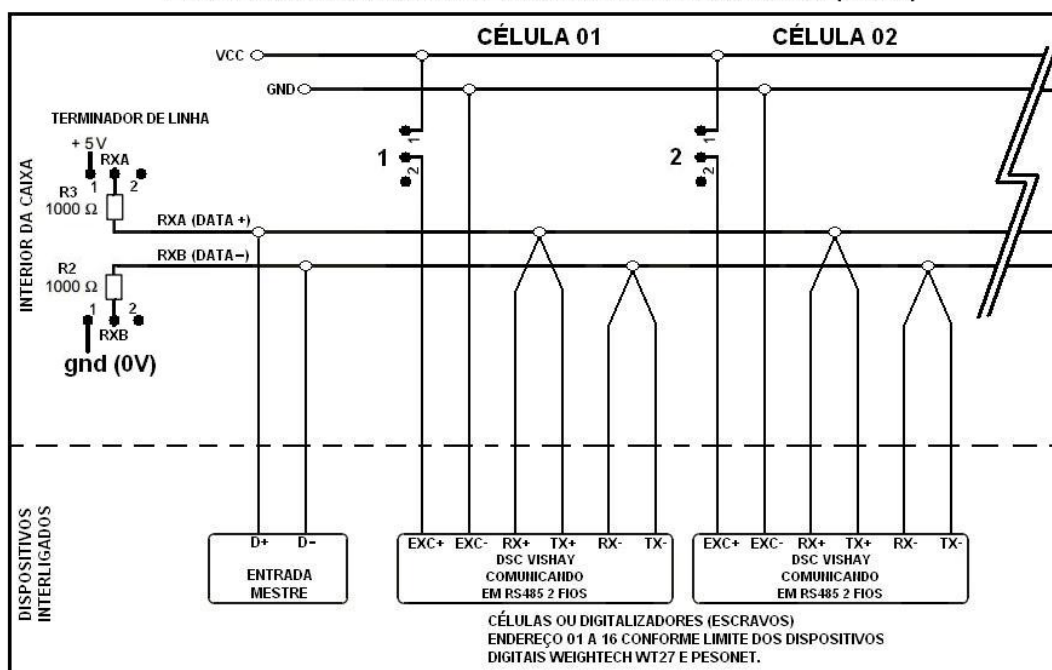 CÉLULA 01
CÉLULA 02
VCC
GND
TERMINADOR DE LINHA
+ 5V
RXA
1
2
R3
1000 Ω
RXA (DATA +)
RXB (DATA−)
R2
1000 Ω
1
2
RXB
gnd (0V)
1
1
2
2
1
2
INTERIOR DA CAIXA
DISPOSITIVOS
INTERLIGADOS
D+ D−
ENTRADA
MESTRE
EXC+ EXC- RX+ TX+ RX- TX-
DSC VISHAY
COMUNICANDO
EM RS485 2 FIOS
EXC+ EXC- RX+ TX+ RX- TX-
DSC VISHAY
COMUNICANDO
EM RS485 2 FIOS
CÉLULAS OU DIGITALIZADORES (ESCRAVOS)
ENDEREÇO 01 A 16 CONFORME LIMITE DOS DISPOSITIVOS
DIGITAIS WEIGHTECH WT27 E PESONET.